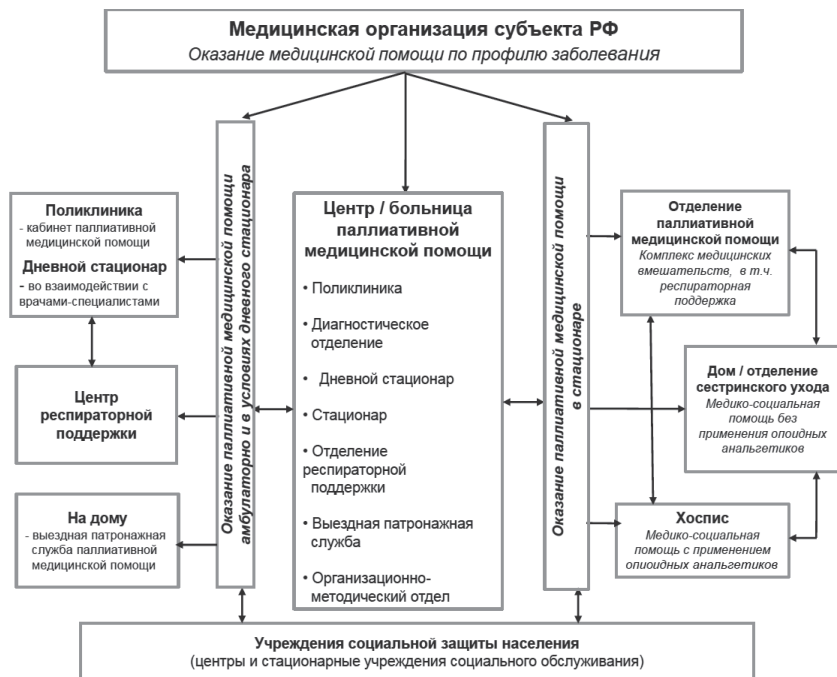 Медицинская организация субъекта РФ
Оказание медицинской помощи по профилю заболевания
Поликлиника
- кабинет паллиативной
медицинской помощи
Дневной стационар
- во взаимодействии с
врачами-специалистами
Центр
респираторной
поддержки
На дому
- выездная патронажная
служба паллиативной
медицинской помощи
Оказание паллиативной медицинской помощи
амбулаторно и в условиях дневного стационара
Центр / больница
паллиативной
медицинской помощи
• Поликлиника
• Диагностическое
отделение
• Дневной стационар
• Стационар
• Отделение
респираторной
поддержки
• Выездная патронажная
служба
• Организационно-
методический отдел
Оказание паллиативной медицинской помощи
в стационаре
Отделение
паллиативной
медицинской помощи
Комплекс медицинских
вмешательств, в т.ч.
респираторная
поддержка
Дом / отделение
сестринского ухода
Медико-социальная
помощь без
применения опоидных
анальгетиков
Хоспис
Медико-социальная
помощь с применением
опиоидных анальгетиков
Учреждения социальной защиты населения
(центры и стационарные учреждения социального обслуживания)